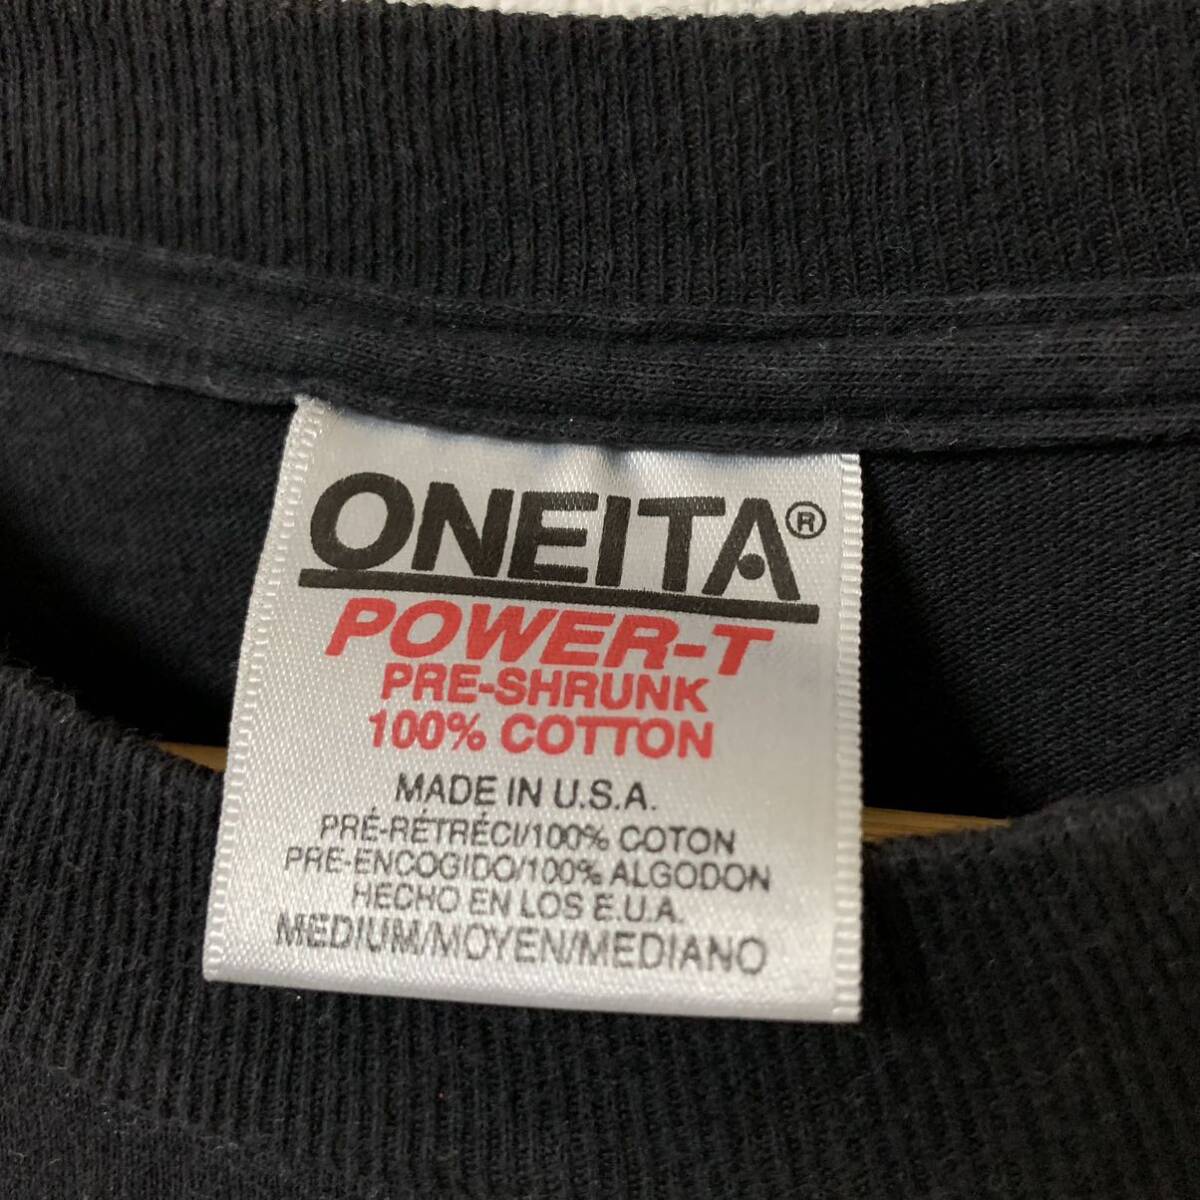 ONEITA®
POWER-T
PRE-SHRUNK
100% COTTON
MADE IN U.S.A.
PRÉ-RÉTRÉCI/100% COTON
PRE-ENCOGIDO/100% ALGODON
HECHO EN LOS E.U.A.
MEDIUM/MOYEN/MEDIANO